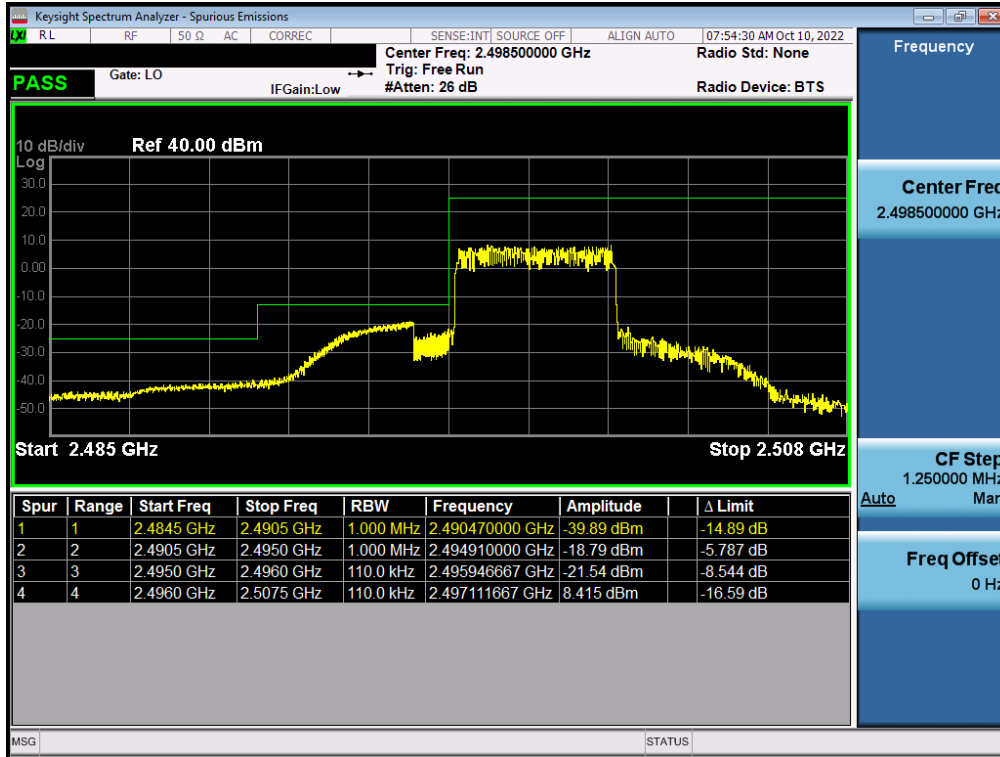 Keysight Spectrum Analyzer - Spurious Emissions
LXI RL RF 50 Ω AC CORREC SENSE:INT SOURCE OFF ALIGN AUTO 07:54:30 AM Oct 10, 2022
Center Freq: 2.498500000 GHz Radio Std: None
PASS Gate: LO Trig: Free Run
IFGain:Low #Atten: 26 dB Radio Device: BTS
Frequency
10 dB/div Ref 40.00 dBm
Log
30.0
20.0
10.0
0.00
-10.0
-20.0
-30.0
-40.0
-50.0
Start 2.485 GHz Stop 2.508 GHz
Center Freq
2.498500000 GHz
CF Step
1.250000 MHz
Auto Man
Freq Offset
0 Hz
Spur Range Start Freq Stop Freq RBW Frequency Amplitude Δ Limit
1 1 2.4845 GHz 2.4905 GHz 1.000 MHz 2.490470000 GHz -39.89 dBm -14.89 dB
2 2 2.4905 GHz 2.4950 GHz 1.000 MHz 2.494910000 GHz -18.79 dBm -5.787 dB
3 3 2.4950 GHz 2.4960 GHz 110.0 kHz 2.495946667 GHz -21.54 dBm -8.544 dB
4 4 2.4960 GHz 2.5075 GHz 110.0 kHz 2.497111667 GHz 8.415 dBm -16.59 dB
MSG STATUS